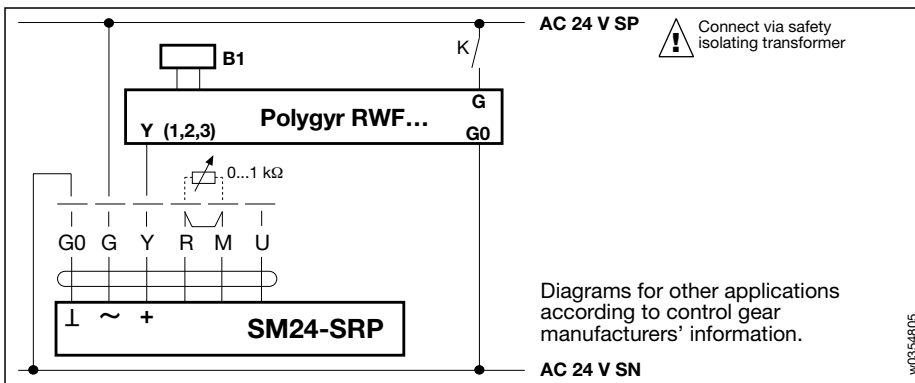 AC 24 V SP
Connect via safety
isolating transformer
!
K
B1
G
Polygyr RWF...
Y (1,2,3)
G0
0...1 kΩ
G0 G Y R M U
⊥ ~ +
SM24-SRP
Diagrams for other applications
according to control gear
manufacturers' information.
AC 24 V SN
w0354805